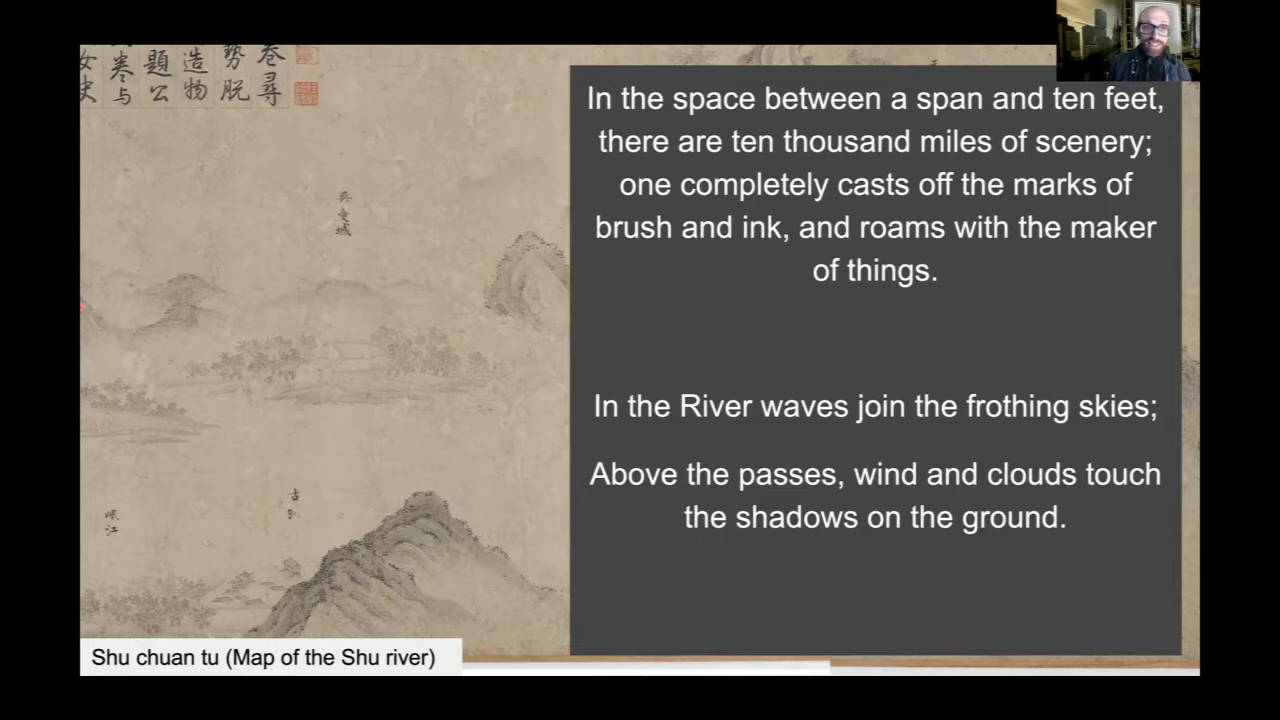 卷尋
勢脱
造物
題公
卷与
In the space between a span and ten feet,
there are ten thousand miles of scenery;
one completely casts off the marks of
brush and ink, and roams with the maker
of things.
In the River waves join the frothing skies;
Above the passes, wind and clouds touch
the shadows on the ground.
岷江
Shu chuan tu (Map of the Shu river)